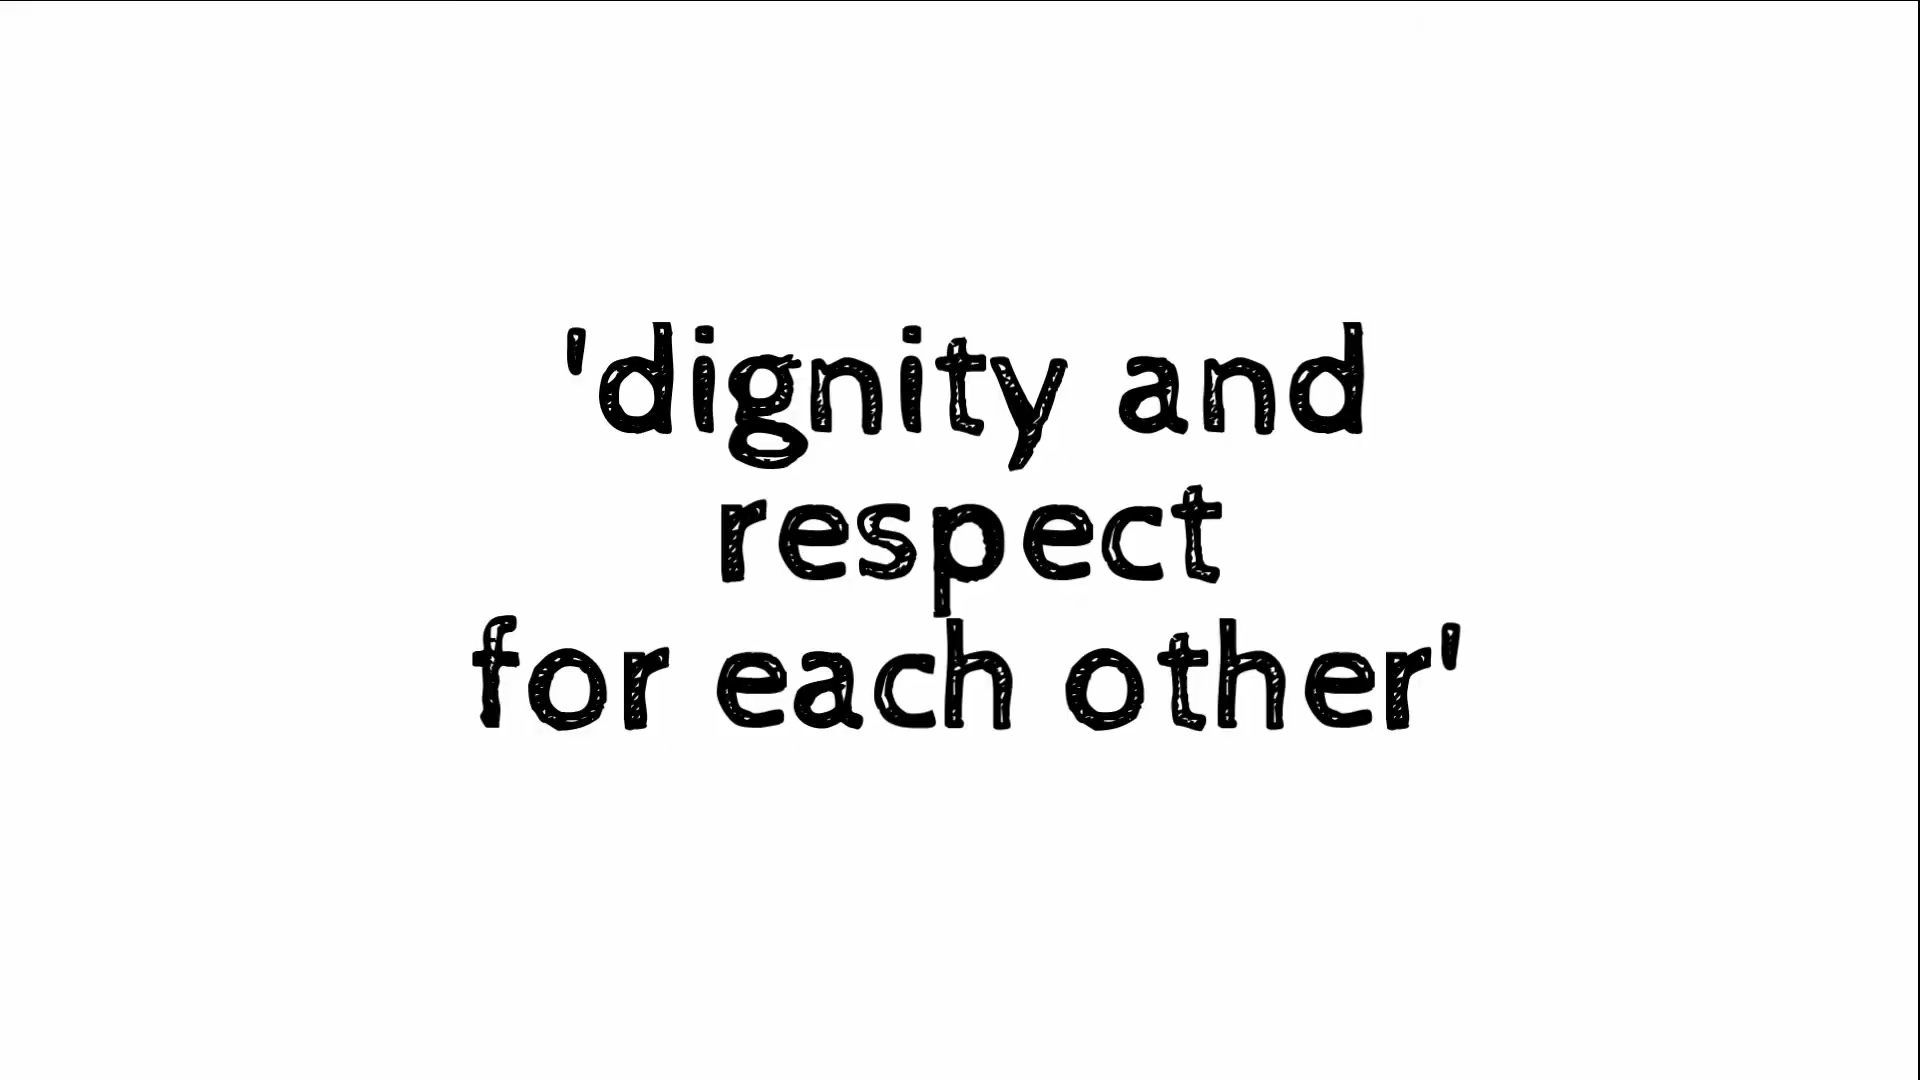 'dignity and
respect
for each other'